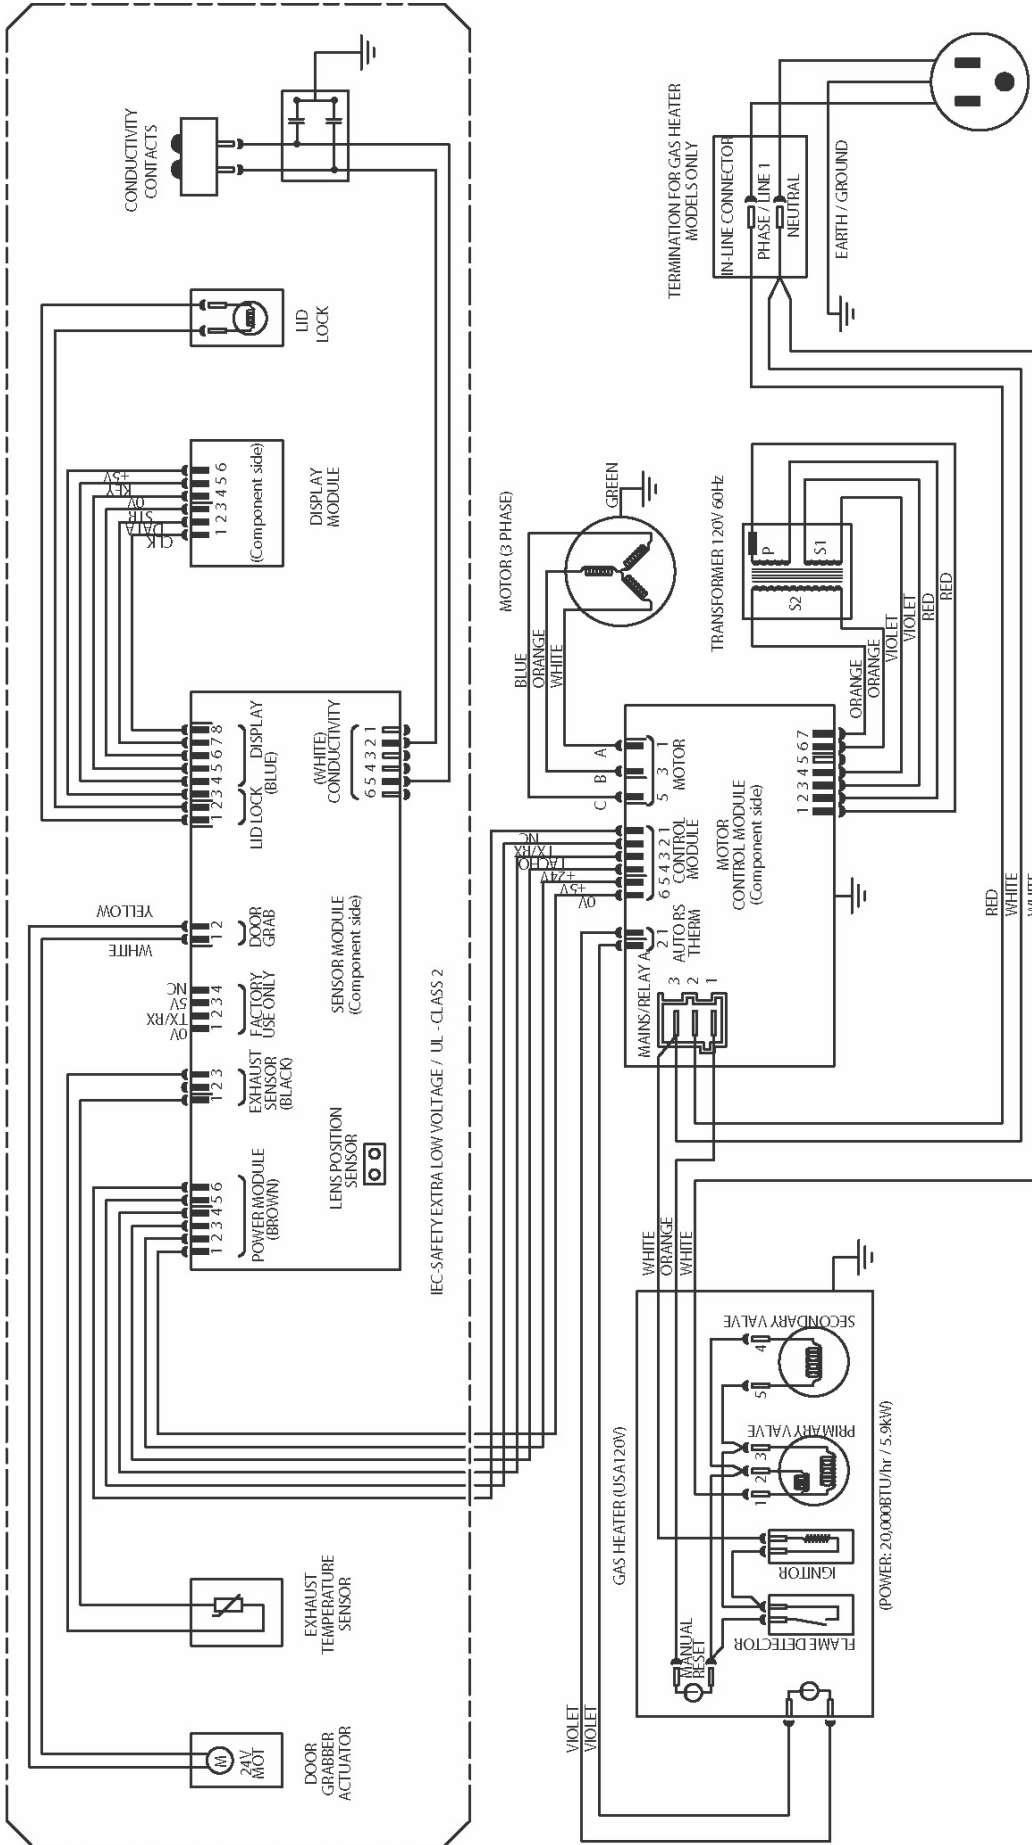 CONDUCTIVITY
CONTACTS
LID
LOCK
CLK
DATA
STR
0V
KEY
+5V
1 2 3 4 5 6
(Component side)
DISPLAY
MODULE
1 2 3 4 5 6 7 8
LID LOCK
DISPLAY
(BLUE)
(WHITE)
CONDUCTIVITY
6 5 4 3 2 1
YELLOW
WHITE
1 2
DOOR
GRAB
SENSOR MODULE
(Component side)
NC
5V
TX/RX
0V
1 2 3 4
FACTORY
USE ONLY
1 2 3
EXHAUST
SENSOR
(BLACK)
LENS POSITION
SENSOR
1 2 3 4 5 6
POWER MODULE
(BROWN)
IEC-SAFETY EXTRA LOW VOLTAGE / UL - CLASS 2
EXHAUST
TEMPERATURE
SENSOR
M
24V
MOT
DOOR
GRABBER
ACTUATOR
TERMINATION FOR GAS HEATER
MODELS ONLY
IN-LINE CONNECTOR
PHASE / LINE 1
NEUTRAL
EARTH / GROUND
MOTOR (3 PHASE)
GREEN
BLUE
ORANGE
WHITE
TRANSFORMER 120V 60Hz
P
S1
S2
ORANGE
ORANGE
VIOLET
VIOLET
RED
RED
C B A
5 3 1
MOTOR
NC
TX/RX
TACHO
+24V
+5V
0V
6 5 4 3 2 1
CONTROL
MODULE
2 1
AUTO RS
THERM
MOTOR
CONTROL MODULE
(Component side)
1 2 3 4 5 6 7
MAINS/RELAY A
3
2
1
RED
WHITE
WHITE
WHITE
ORANGE
WHITE
GAS HEATER (USA120V)
SECONDARY VALVE
4
5
PRIMARY VALVE
3
2
1
IGNITOR
FLAME DETECTOR
MANUAL
RESET
(POWER: 20,000BTU/hr / 5.9kW)
VIOLET
VIOLET